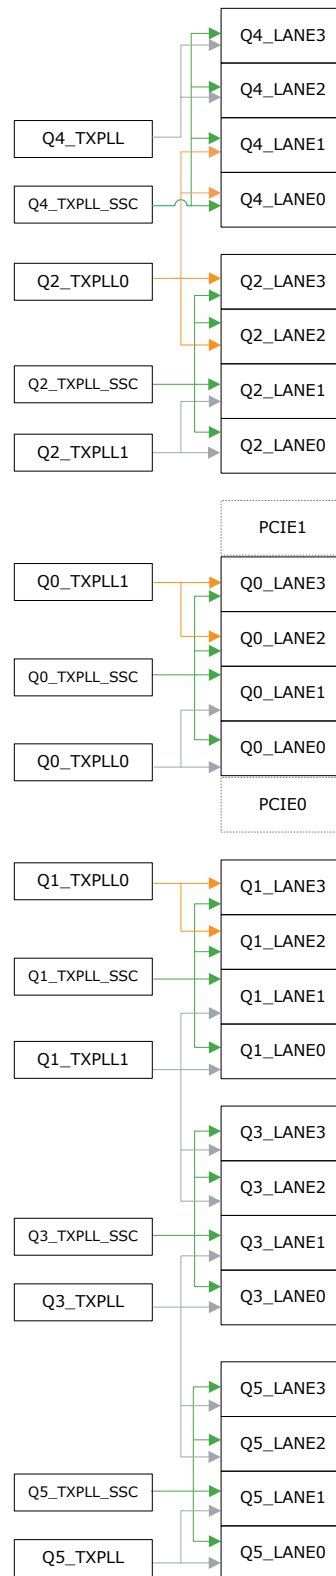 Q4_LANE3
Q4_LANE2
Q4_TXPLL
Q4_LANE1
Q4_TXPLL_SSC
Q4_LANE0
Q2_TXPLL0
Q2_LANE3
Q2_LANE2
Q2_TXPLL_SSC
Q2_LANE1
Q2_TXPLL1
Q2_LANE0
PCIE1
Q0_TXPLL1
Q0_LANE3
Q0_LANE2
Q0_TXPLL_SSC
Q0_LANE1
Q0_TXPLL0
Q0_LANE0
PCIE0
Q1_TXPLL0
Q1_LANE3
Q1_LANE2
Q1_TXPLL_SSC
Q1_LANE1
Q1_TXPLL1
Q1_LANE0
Q3_LANE3
Q3_LANE2
Q3_TXPLL_SSC
Q3_LANE1
Q3_TXPLL
Q3_LANE0
Q5_LANE3
Q5_LANE2
Q5_TXPLL_SSC
Q5_LANE1
Q5_TXPLL
Q5_LANE0